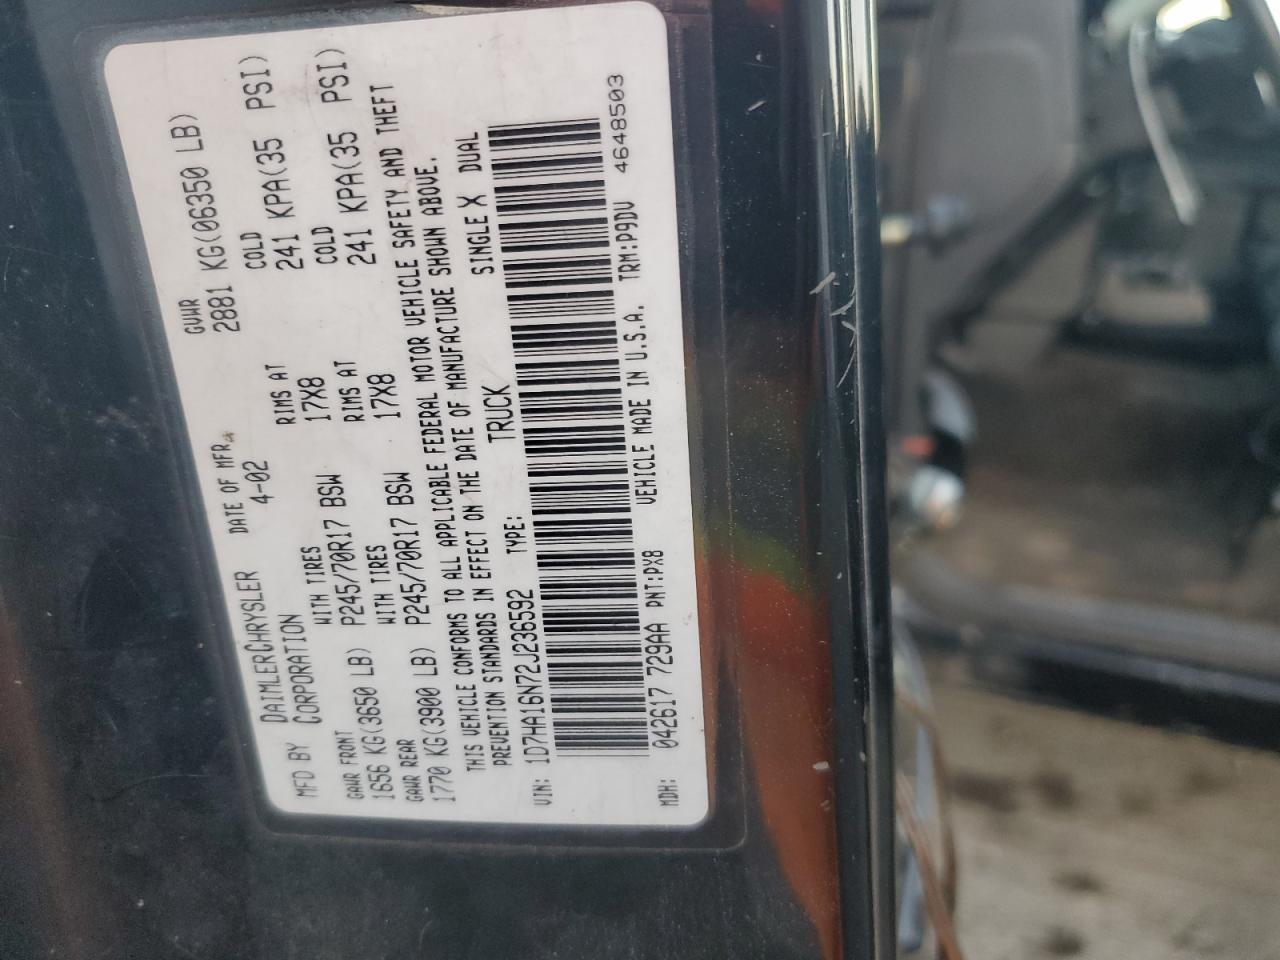 MFD BY DAIMLERCHRYSLER CORPORATION DATE OF MFR. 4-02 GVWR 2881 KG(06350 LB)
GAWR FRONT WITH TIRES RIMS AT COLD
1656 KG(3650 LB) P245/70R17 BSW 17X8 241 KPA(35 PSI)
GAWR REAR WITH TIRES RIMS AT COLD
1770 KG(3900 LB) P245/70R17 BSW 17X8 241 KPA(35 PSI)
THIS VEHICLE CONFORMS TO ALL APPLICABLE FEDERAL MOTOR VEHICLE SAFETY AND THEFT
PREVENTION STANDARDS IN EFFECT ON THE DATE OF MANUFACTURE SHOWN ABOVE.
VIN: 1D7HA16N72J236592 TYPE: TRUCK SINGLE X DUAL
MDH: 042617 729AA PNT:PX8 VEHICLE MADE IN U.S.A. TRM:P9DV 4648503